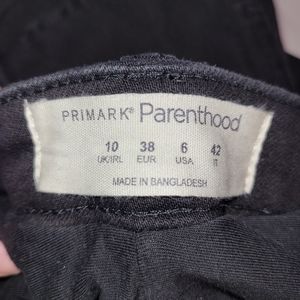 PRIMARK® Parenthood
10 38 6 42
UK/IRL EUR USA IT
MADE IN BANGLADESH